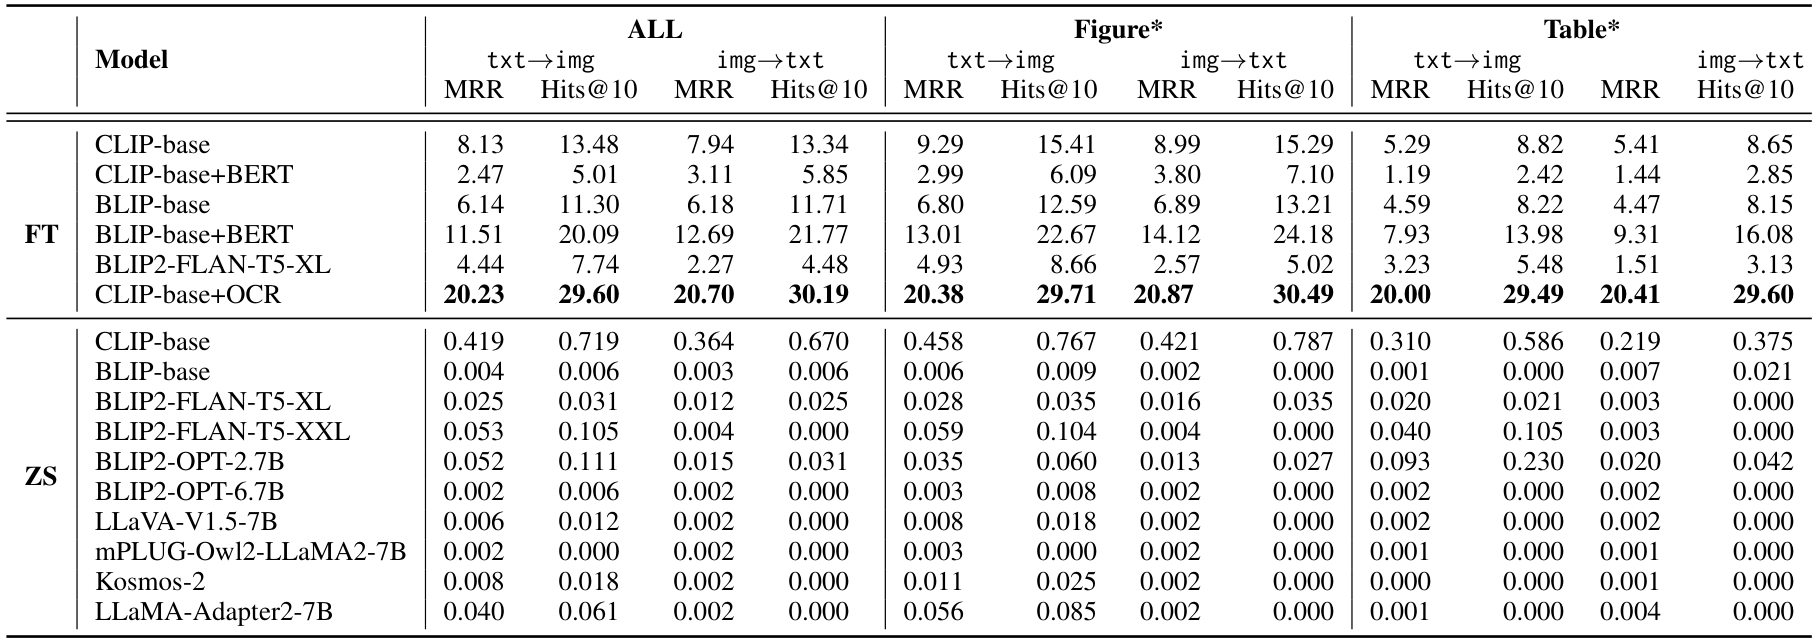 ALL Figure* Table*
Model txt→img img→txt txt→img img→txt txt→img img→txt
MRR Hits@10 MRR Hits@10 MRR Hits@10 MRR Hits@10 MRR Hits@10 MRR Hits@10
FT
CLIP-base 8.13 13.48 7.94 13.34 9.29 15.41 8.99 15.29 5.29 8.82 5.41 8.65
CLIP-base+BERT 2.47 5.01 3.11 5.85 2.99 6.09 3.80 7.10 1.19 2.42 1.44 2.85
BLIP-base 6.14 11.30 6.18 11.71 6.80 12.59 6.89 13.21 4.59 8.22 4.47 8.15
BLIP-base+BERT 11.51 20.09 12.69 21.77 13.01 22.67 14.12 24.18 7.93 13.98 9.31 16.08
BLIP2-FLAN-T5-XL 4.44 7.74 2.27 4.48 4.93 8.66 2.57 5.02 3.23 5.48 1.51 3.13
CLIP-base+OCR 20.23 29.60 20.70 30.19 20.38 29.71 20.87 30.49 20.00 29.49 20.41 29.60
ZS
CLIP-base 0.419 0.719 0.364 0.670 0.458 0.767 0.421 0.787 0.310 0.586 0.219 0.375
BLIP-base 0.004 0.006 0.003 0.006 0.006 0.009 0.002 0.000 0.001 0.000 0.007 0.021
BLIP2-FLAN-T5-XL 0.025 0.031 0.012 0.025 0.028 0.035 0.016 0.035 0.020 0.021 0.003 0.000
BLIP2-FLAN-T5-XXL 0.053 0.105 0.004 0.000 0.059 0.104 0.004 0.000 0.040 0.105 0.003 0.000
BLIP2-OPT-2.7B 0.052 0.111 0.015 0.031 0.035 0.060 0.013 0.027 0.093 0.230 0.020 0.042
BLIP2-OPT-6.7B 0.002 0.006 0.002 0.000 0.003 0.008 0.002 0.000 0.002 0.000 0.002 0.000
LLaVA-V1.5-7B 0.006 0.012 0.002 0.000 0.008 0.018 0.002 0.000 0.002 0.000 0.002 0.000
mPLUG-Owl2-LLaMA2-7B 0.002 0.000 0.002 0.000 0.003 0.000 0.002 0.000 0.001 0.000 0.001 0.000
Kosmos-2 0.008 0.018 0.002 0.000 0.011 0.025 0.002 0.000 0.000 0.000 0.001 0.000
LLaMA-Adapter2-7B 0.040 0.061 0.002 0.000 0.056 0.085 0.002 0.000 0.001 0.000 0.004 0.000